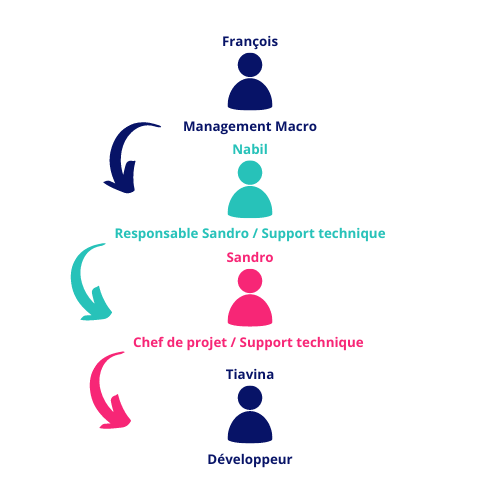 François
Management Macro
Nabil
Responsable Sandro / Support technique
Sandro
Chef de projet / Support technique
Tiavina
Développeur